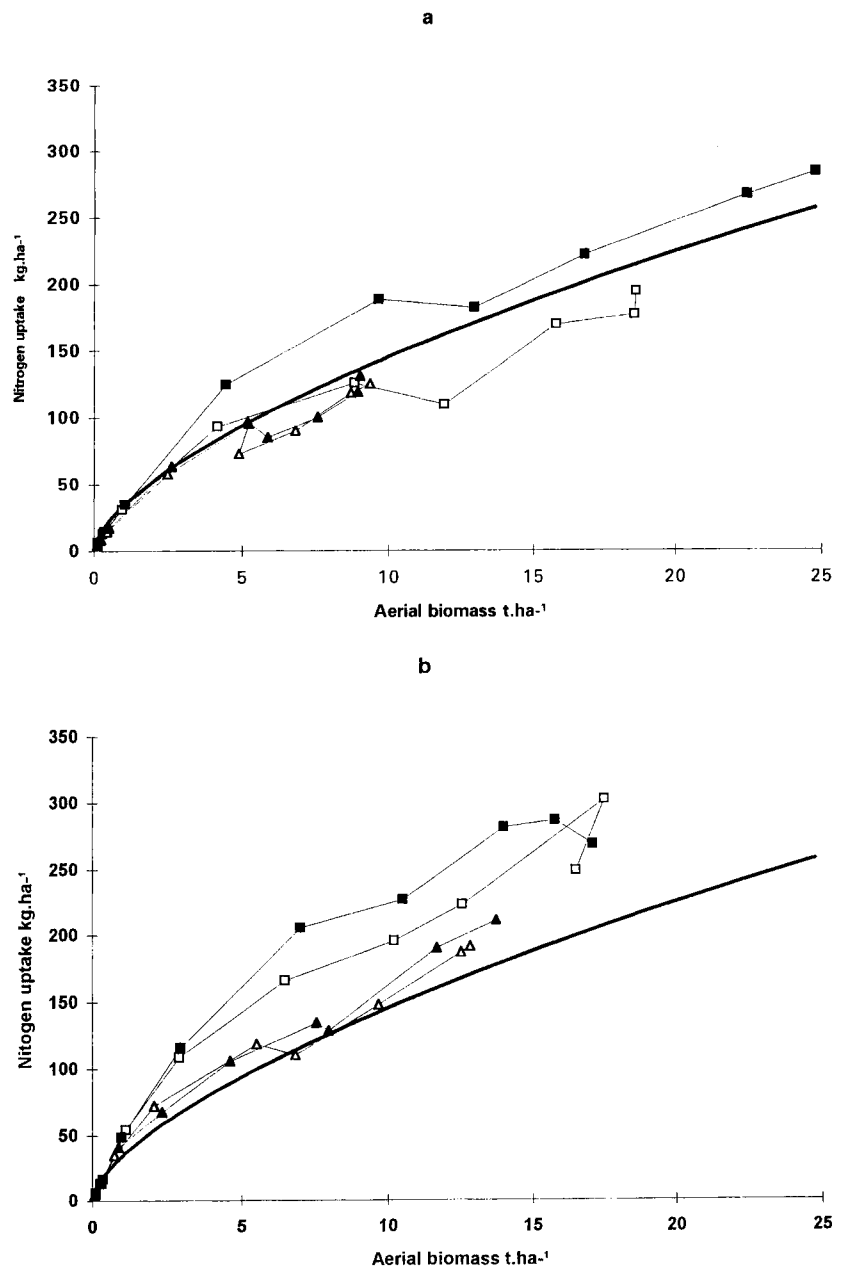 a
350
300
250
200
150
100
50
0
Nitrogen uptake kg.ha-¹
0 5 10 15 20 25
Aerial biomass t.ha-¹
b
350
300
250
200
150
100
50
0
Nitogen uptake kg.ha-¹
0 5 10 15 20 25
Aerial biomass t.ha-¹